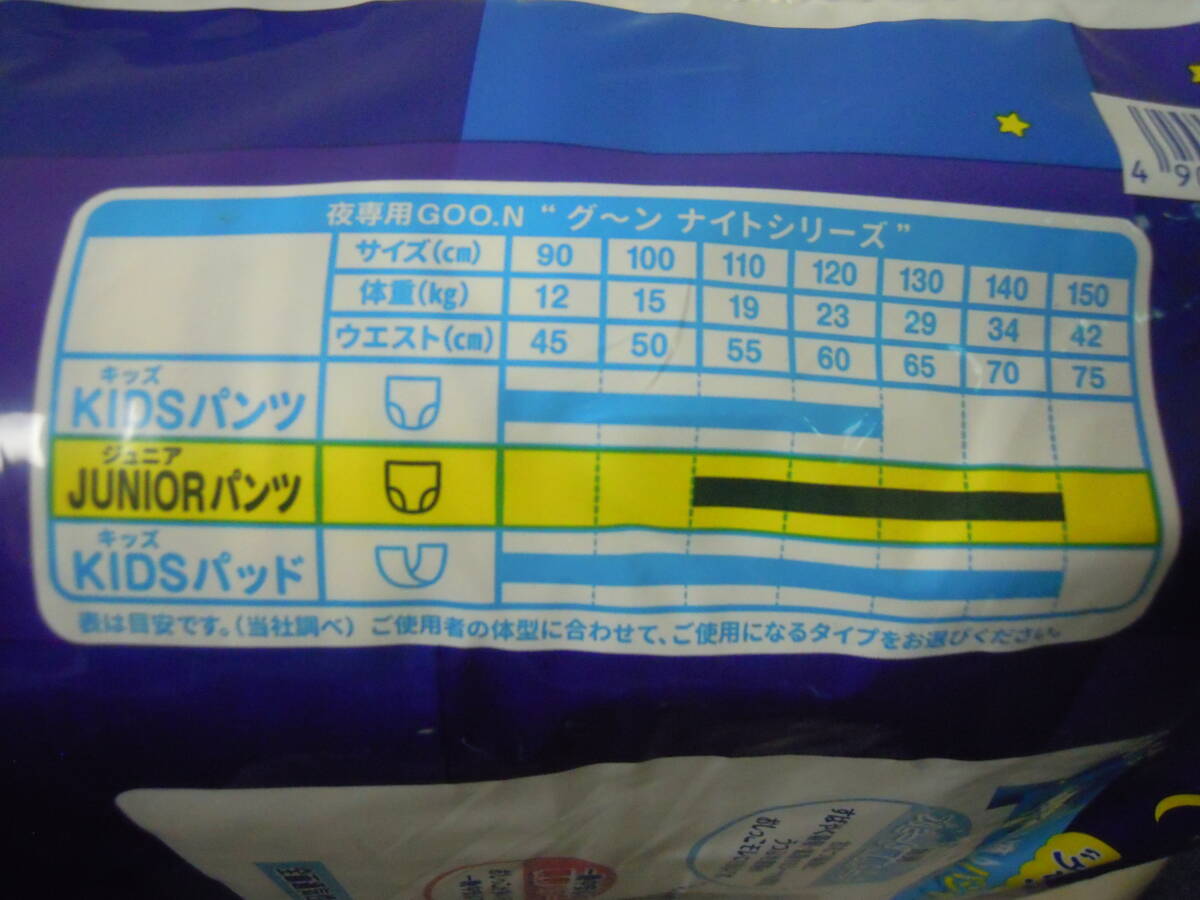 夜専用GOO.N “グ〜ン ナイトシリーズ”
サイズ(cm) 90 100 110 120 130 140 150
体重(kg) 12 15 19 23 29 34 42
ウエスト(cm) 45 50 55 60 65 70 75
キッズ
KIDSパンツ
ジュニア
JUNIORパンツ
キッズ
KIDSパッド
表は目安です。(当社調べ) ご使用者の体型に合わせて、ご使用になるタイプをお選びください。